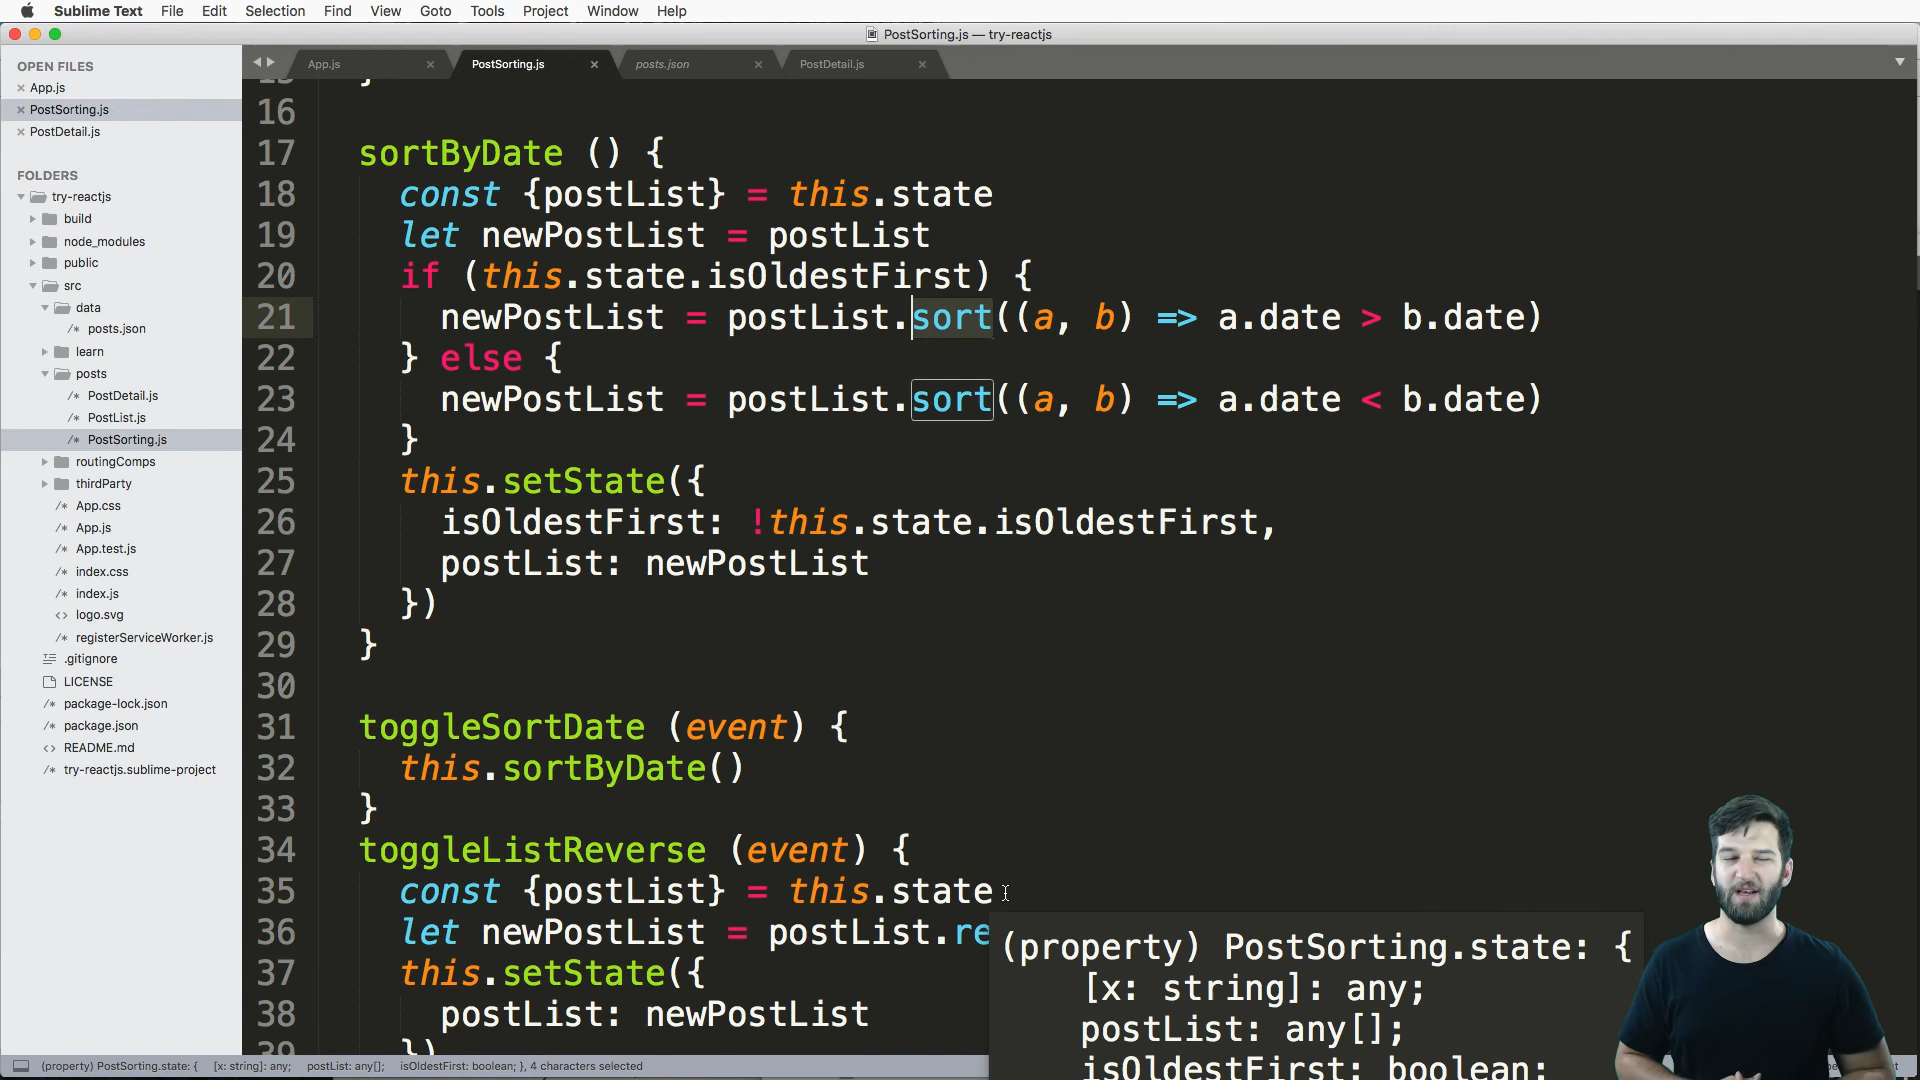 Sublime Text File Edit Selection Find View Goto Tools Project Window Help
PostSorting.js — try-reactjs
OPEN FILES
App.js
PostSorting.js
PostDetail.js
FOLDERS
try-reactjs
build
node_modules
public
src
data
posts.json
learn
posts
PostDetail.js
PostList.js
PostSorting.js
routingComps
thirdParty
App.css
App.js
App.test.js
index.css
index.js
logo.svg
registerServiceWorker.js
.gitignore
LICENSE
package-lock.json
package.json
README.md
try-reactjs.sublime-project
App.js PostSorting.js posts.json PostDetail.js
15 }
16
17 sortByDate () {
18 const {postList} = this.state
19 let newPostList = postList
20 if (this.state.isOldestFirst) {
21 newPostList = postList.sort((a, b) => a.date > b.date)
22 } else {
23 newPostList = postList.sort((a, b) => a.date < b.date)
24 }
25 this.setState({
26 isOldestFirst: !this.state.isOldestFirst,
27 postList: newPostList
28 })
29 }
30
31 toggleSortDate (event) {
32 this.sortByDate()
33 }
34 toggleListReverse (event) {
35 const {postList} = this.state
36 let newPostList = postList.re
37 this.setState({
38 postList: newPostList
39 })
(property) PostSorting.state: {
[x: string]: any;
postList: any[];
isOldestFirst: boolean;
(property) PostSorting.state: { [x: string]: any; postList: any[]; isOldestFirst: boolean; }, 4 characters selected